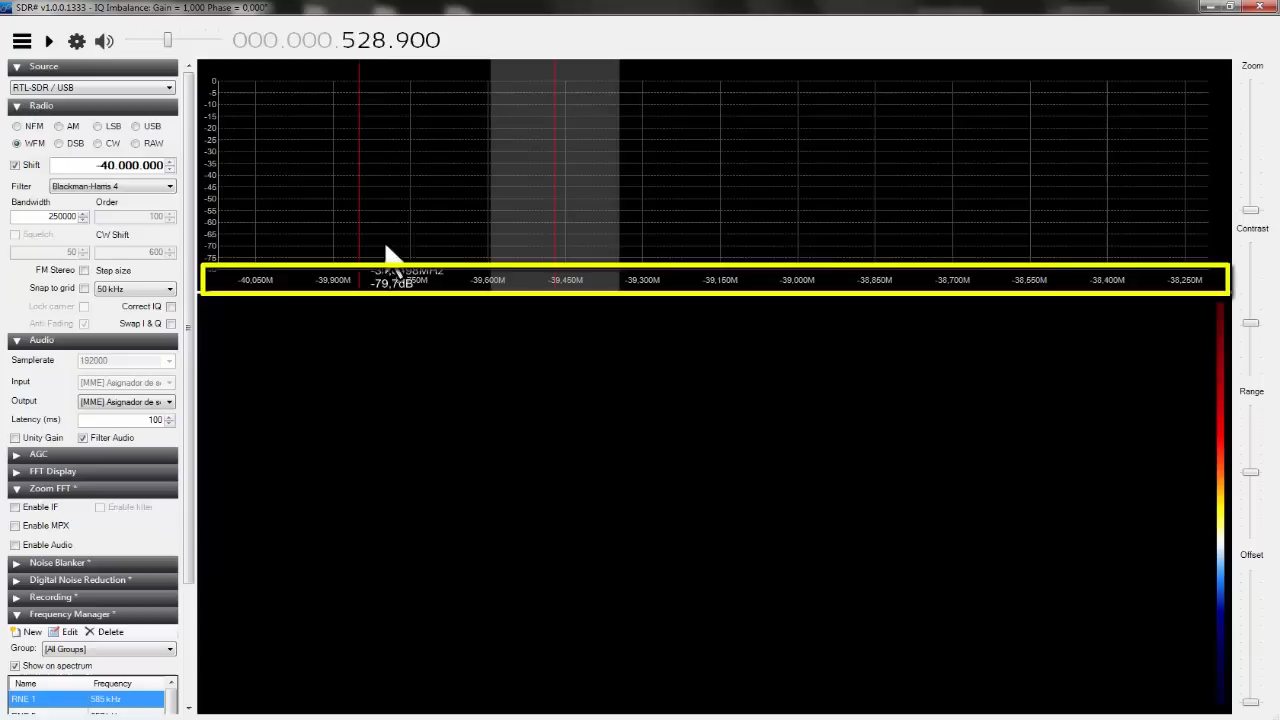 SDR# v1.0.0.1333 - IQ Imbalance: Gain = 1,000 Phase = 0,000°
000.000.528.900
Source
RTL-SDR / USB
Radio
NFM AM LSB USB
WFM DSB CW RAW
Shift -40.000.000
Filter Blackman-Harris 4
Bandwidth Order
250000 100
Squelch CW Shift
50 600
FM Stereo Step size
Snap to grid 50 kHz
Lock carrier Correct IQ
Anti-Fading Swap I & Q
Audio
Samplerate 192000
Input [MME] Asignador de s
Output [MME] Asignador de s
Latency (ms) 100
Unity Gain Filter Audio
AGC
FFT Display
Zoom FFT *
Enable IF Enable filter
Enable MPX
Enable Audio
Noise Blanker *
Digital Noise Reduction *
Recording *
Frequency Manager *
New Edit Delete
Group: [All Groups]
Show on spectrum
Name Frequency
RNE 1 585 kHz
0
-5
-10
-15
-20
-25
-30
-35
-40
-45
-50
-55
-60
-65
-70
-75
-40,050M -39,900M -39,600M -39,450M -39,300M -39,150M -39,000M -38,850M -38,700M -38,550M -38,400M -38,250M
-79,7dB
Zoom
Contrast
Range
Offset